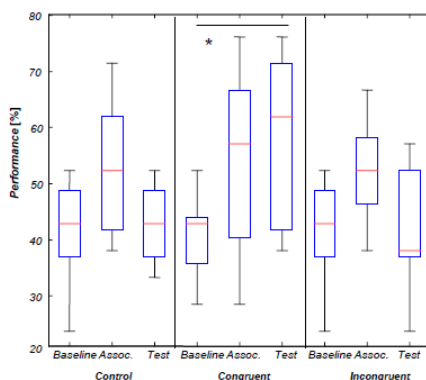 80
70
60
50
40
30
20
Performance [%]
*
Baseline Assoc. Test Baseline Assoc. Test Baseline Assoc. Test
Control Congruent Incongruent